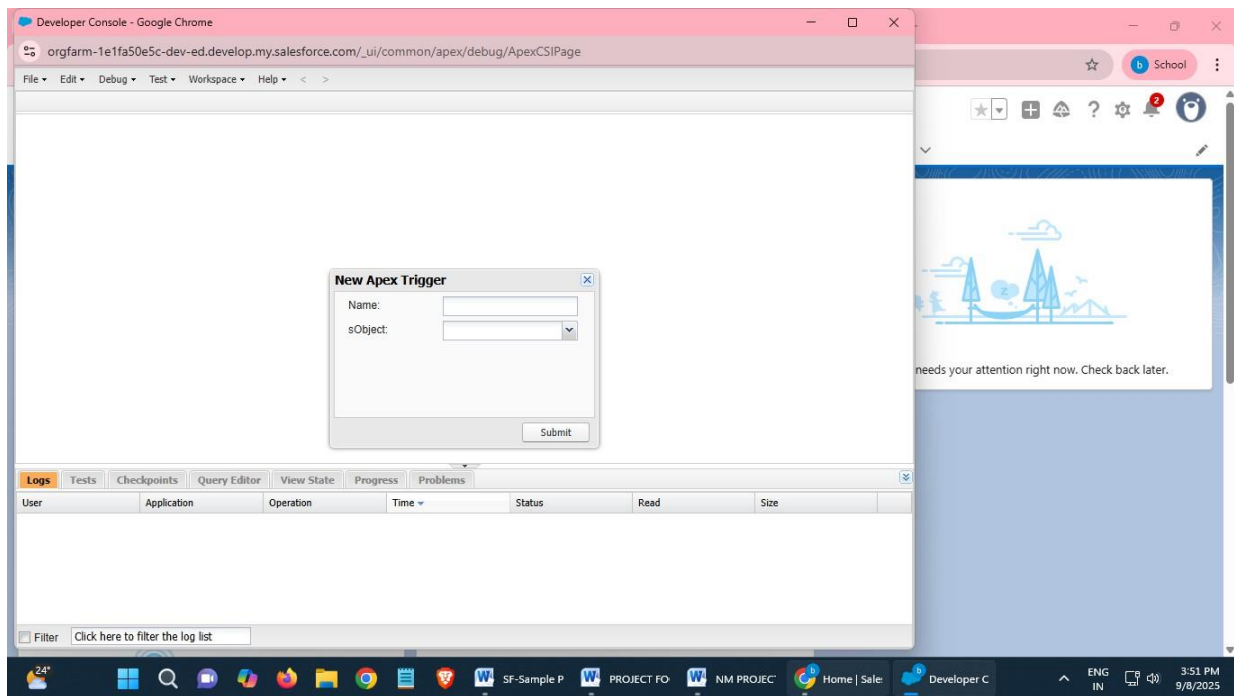 Developer Console - Google Chrome
orgfarm-1e1fa50e5c-dev-ed.develop.my.salesforce.com/_ui/common/apex/debug/ApexCSIPage
b School
File Edit Debug Test Workspace Help < >
2
New Apex Trigger
Name:
sObject:
Submit
needs your attention right now. Check back later.
Logs Tests Checkpoints Query Editor View State Progress Problems
User Application Operation Time Status Read Size
Filter Click here to filter the log list
24°
SF-Sample P PROJECT FO NM PROJEC Home | Sale Developer C
ENG IN
3:51 PM
9/8/2025